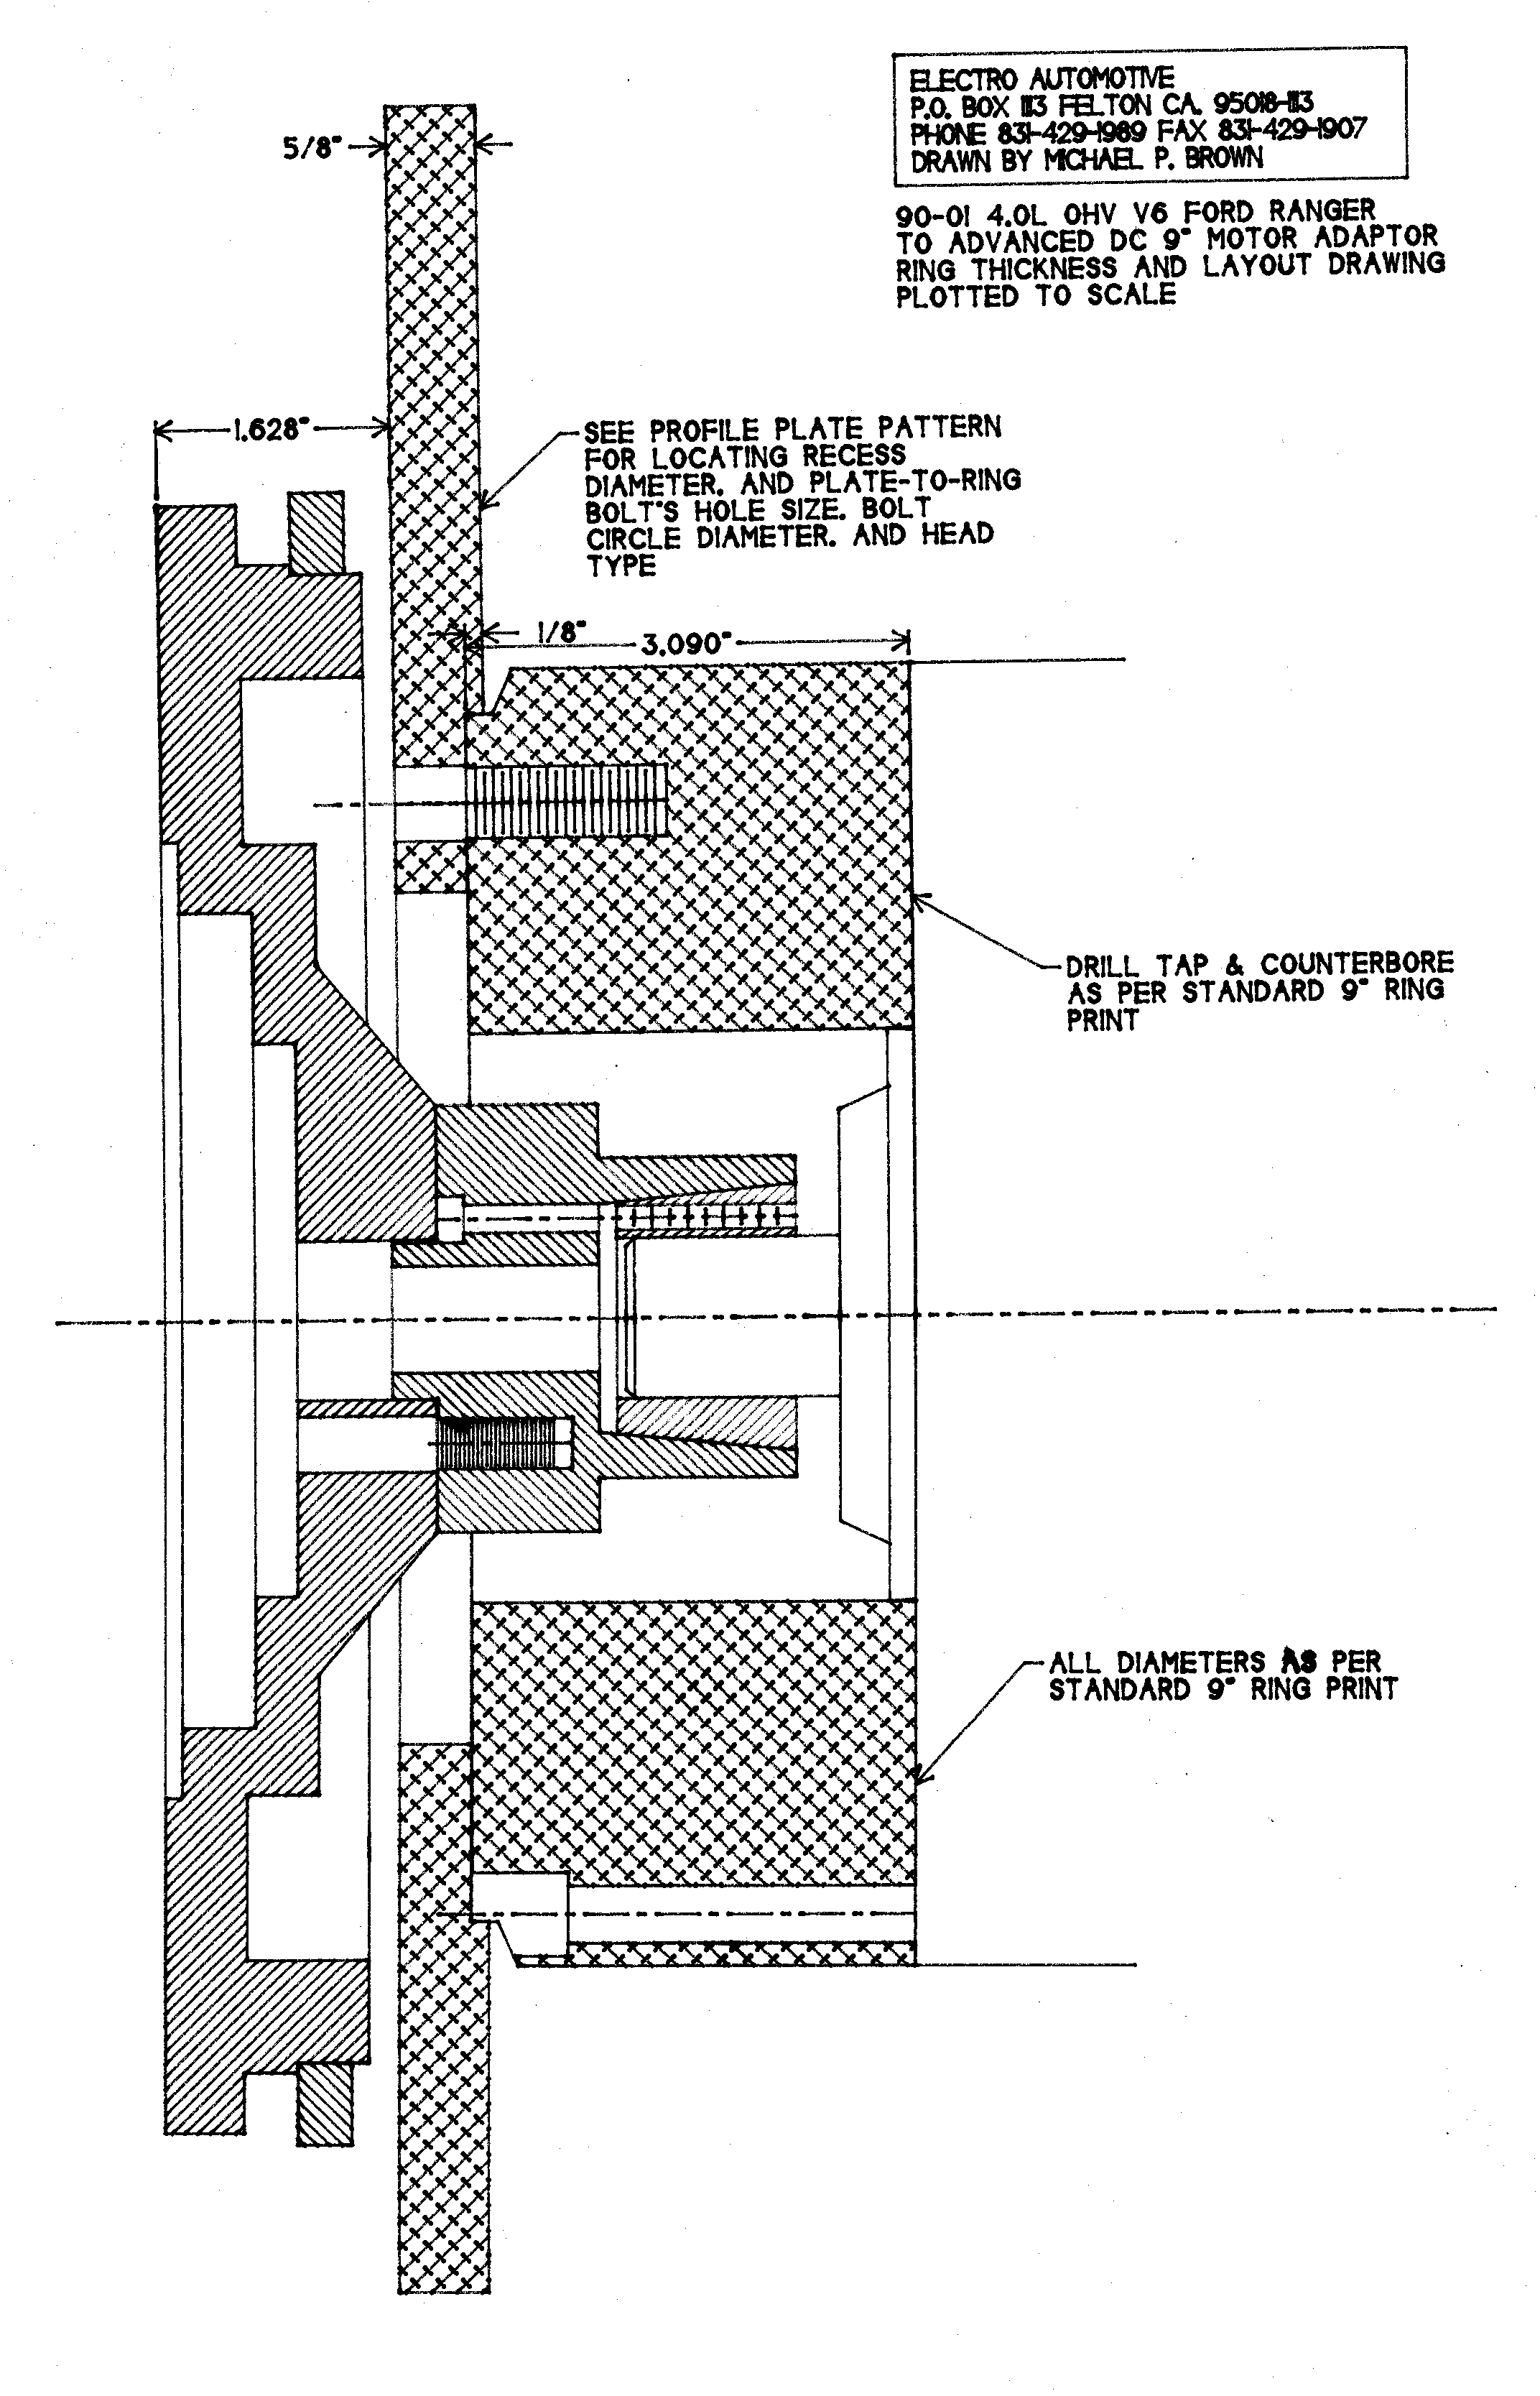 ELECTRO AUTOMOTIVE
P.O. BOX 1113 FELTON CA. 95018-1113
PHONE 831-429-1989 FAX 831-429-1907
DRAWN BY MICHAEL P. BROWN
90-01 4.0L OHV V6 FORD RANGER
TO ADVANCED DC 9" MOTOR ADAPTOR
RING THICKNESS AND LAYOUT DRAWING
PLOTTED TO SCALE
5/8"
1.628"
SEE PROFILE PLATE PATTERN
FOR LOCATING RECESS
DIAMETER. AND PLATE-TO-RING
BOLT'S HOLE SIZE. BOLT
CIRCLE DIAMETER. AND HEAD
TYPE
1/8"
3.090"
DRILL TAP & COUNTERBORE
AS PER STANDARD 9" RING
PRINT
ALL DIAMETERS AS PER
STANDARD 9" RING PRINT